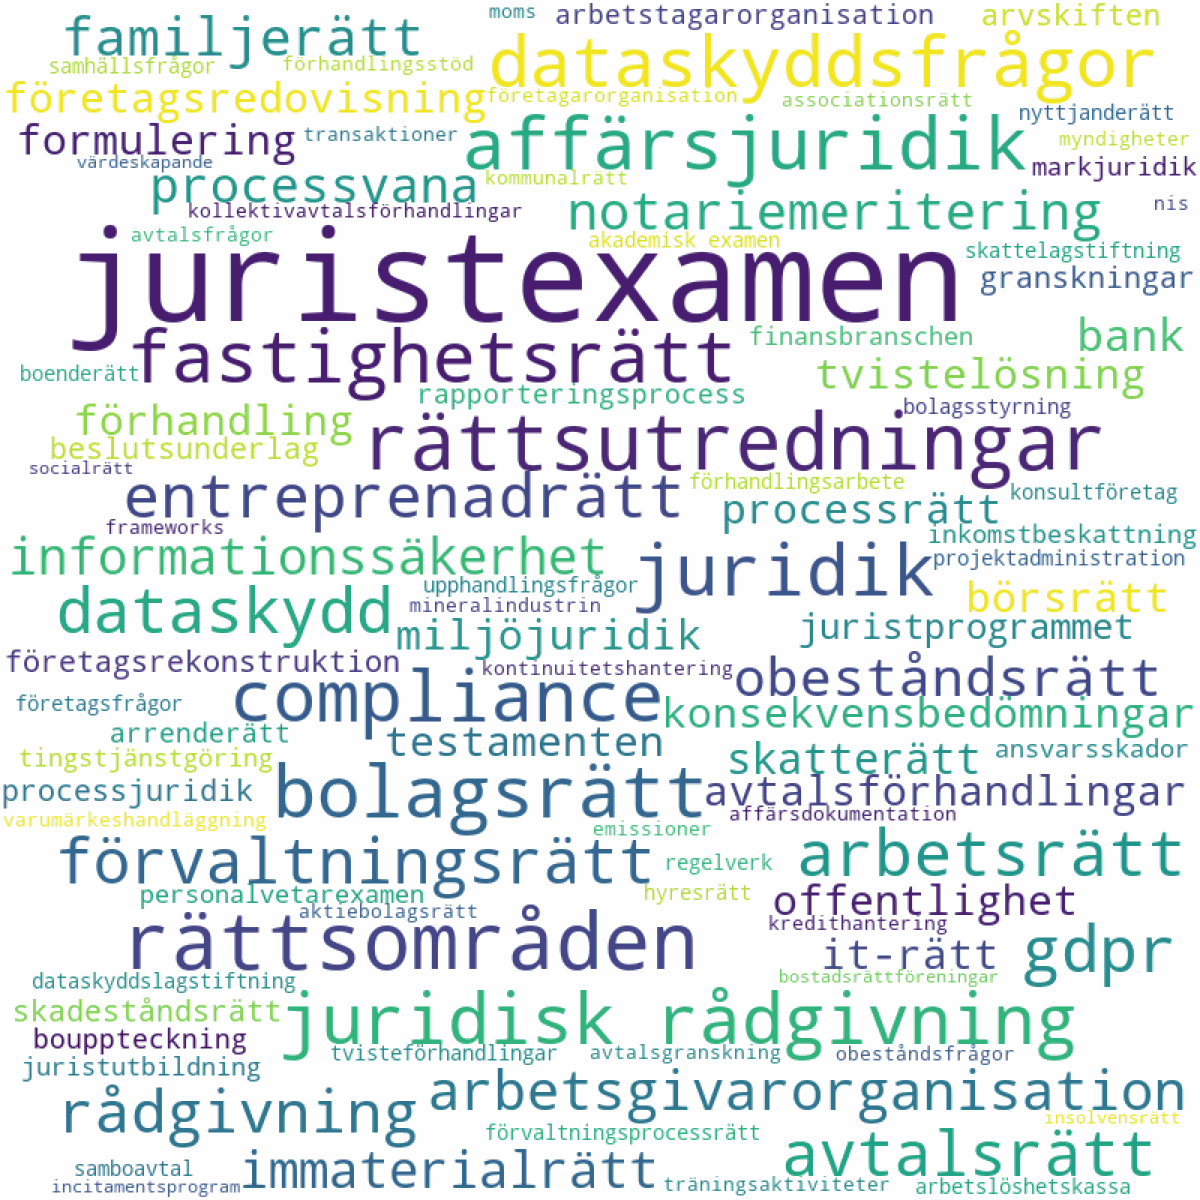 moms
arbetstagarorganisation
arvskiften
familjerätt
dataskyddsfrågor
samhällsfrågor
förhandlingsstöd
företagsredovisning
företagarorganisation
associationsrätt
nyttjanderätt
formulering
transaktioner
affärsjuridik
myndigheter
värdeskapande
markjuridik
processvana
kommunalrätt
kollektivavtalsförhandlingar
notariemeritering
nis
avtalsfrågor
akademisk examen
skattelagstiftning
juristexamen
granskningar
fastighetsrätt
finansbranschen
bank
boenderätt
tvistelösning
rapporteringsprocess
förhandling
bolagsstyrning
rättsutredningar
beslutsunderlag
socialrätt
förhandlingsarbete
entreprenadrätt
konsultföretag
processrätt
frameworks
inkomstbeskattning
informationssäkerhet
juridik
projektadministration
upphandlingsfrågor
dataskydd
mineralindustrin
börsrätt
miljöjuridik
juristprogrammet
företagsrekonstruktion
kontinuitetshantering
obeståndsrätt
compliance
företagsfrågor
konsekvensbedömningar
arrenderätt
testamenten
tingstjänstgöring
skatterätt
ansvarsskador
processjuridik
bolagsrätt
avtalsförhandlingar
varumärkeshandläggning
affärsdokumentation
emissioner
förvaltningsrätt
arbetsrätt
regelverk
personalvetarexamen
hyresrätt
offentlighet
aktiebolagsrätt
kredithantering
rättsområden
it-rätt
gdpr
dataskyddslagstiftning
bostadsrättföreningar
skadeståndsrätt
juridisk rådgivning
bouppteckning
tvisteförhandlingar
avtalsgranskning
obeståndsfrågor
juristutbildning
arbetsgivarorganisation
rådgivning
insolvensrätt
förvaltningsprocessrätt
avtalsrätt
samboavtal
immaterialrätt
incitamentsprogram
träningsaktiviteter
arbetslöshetskassa